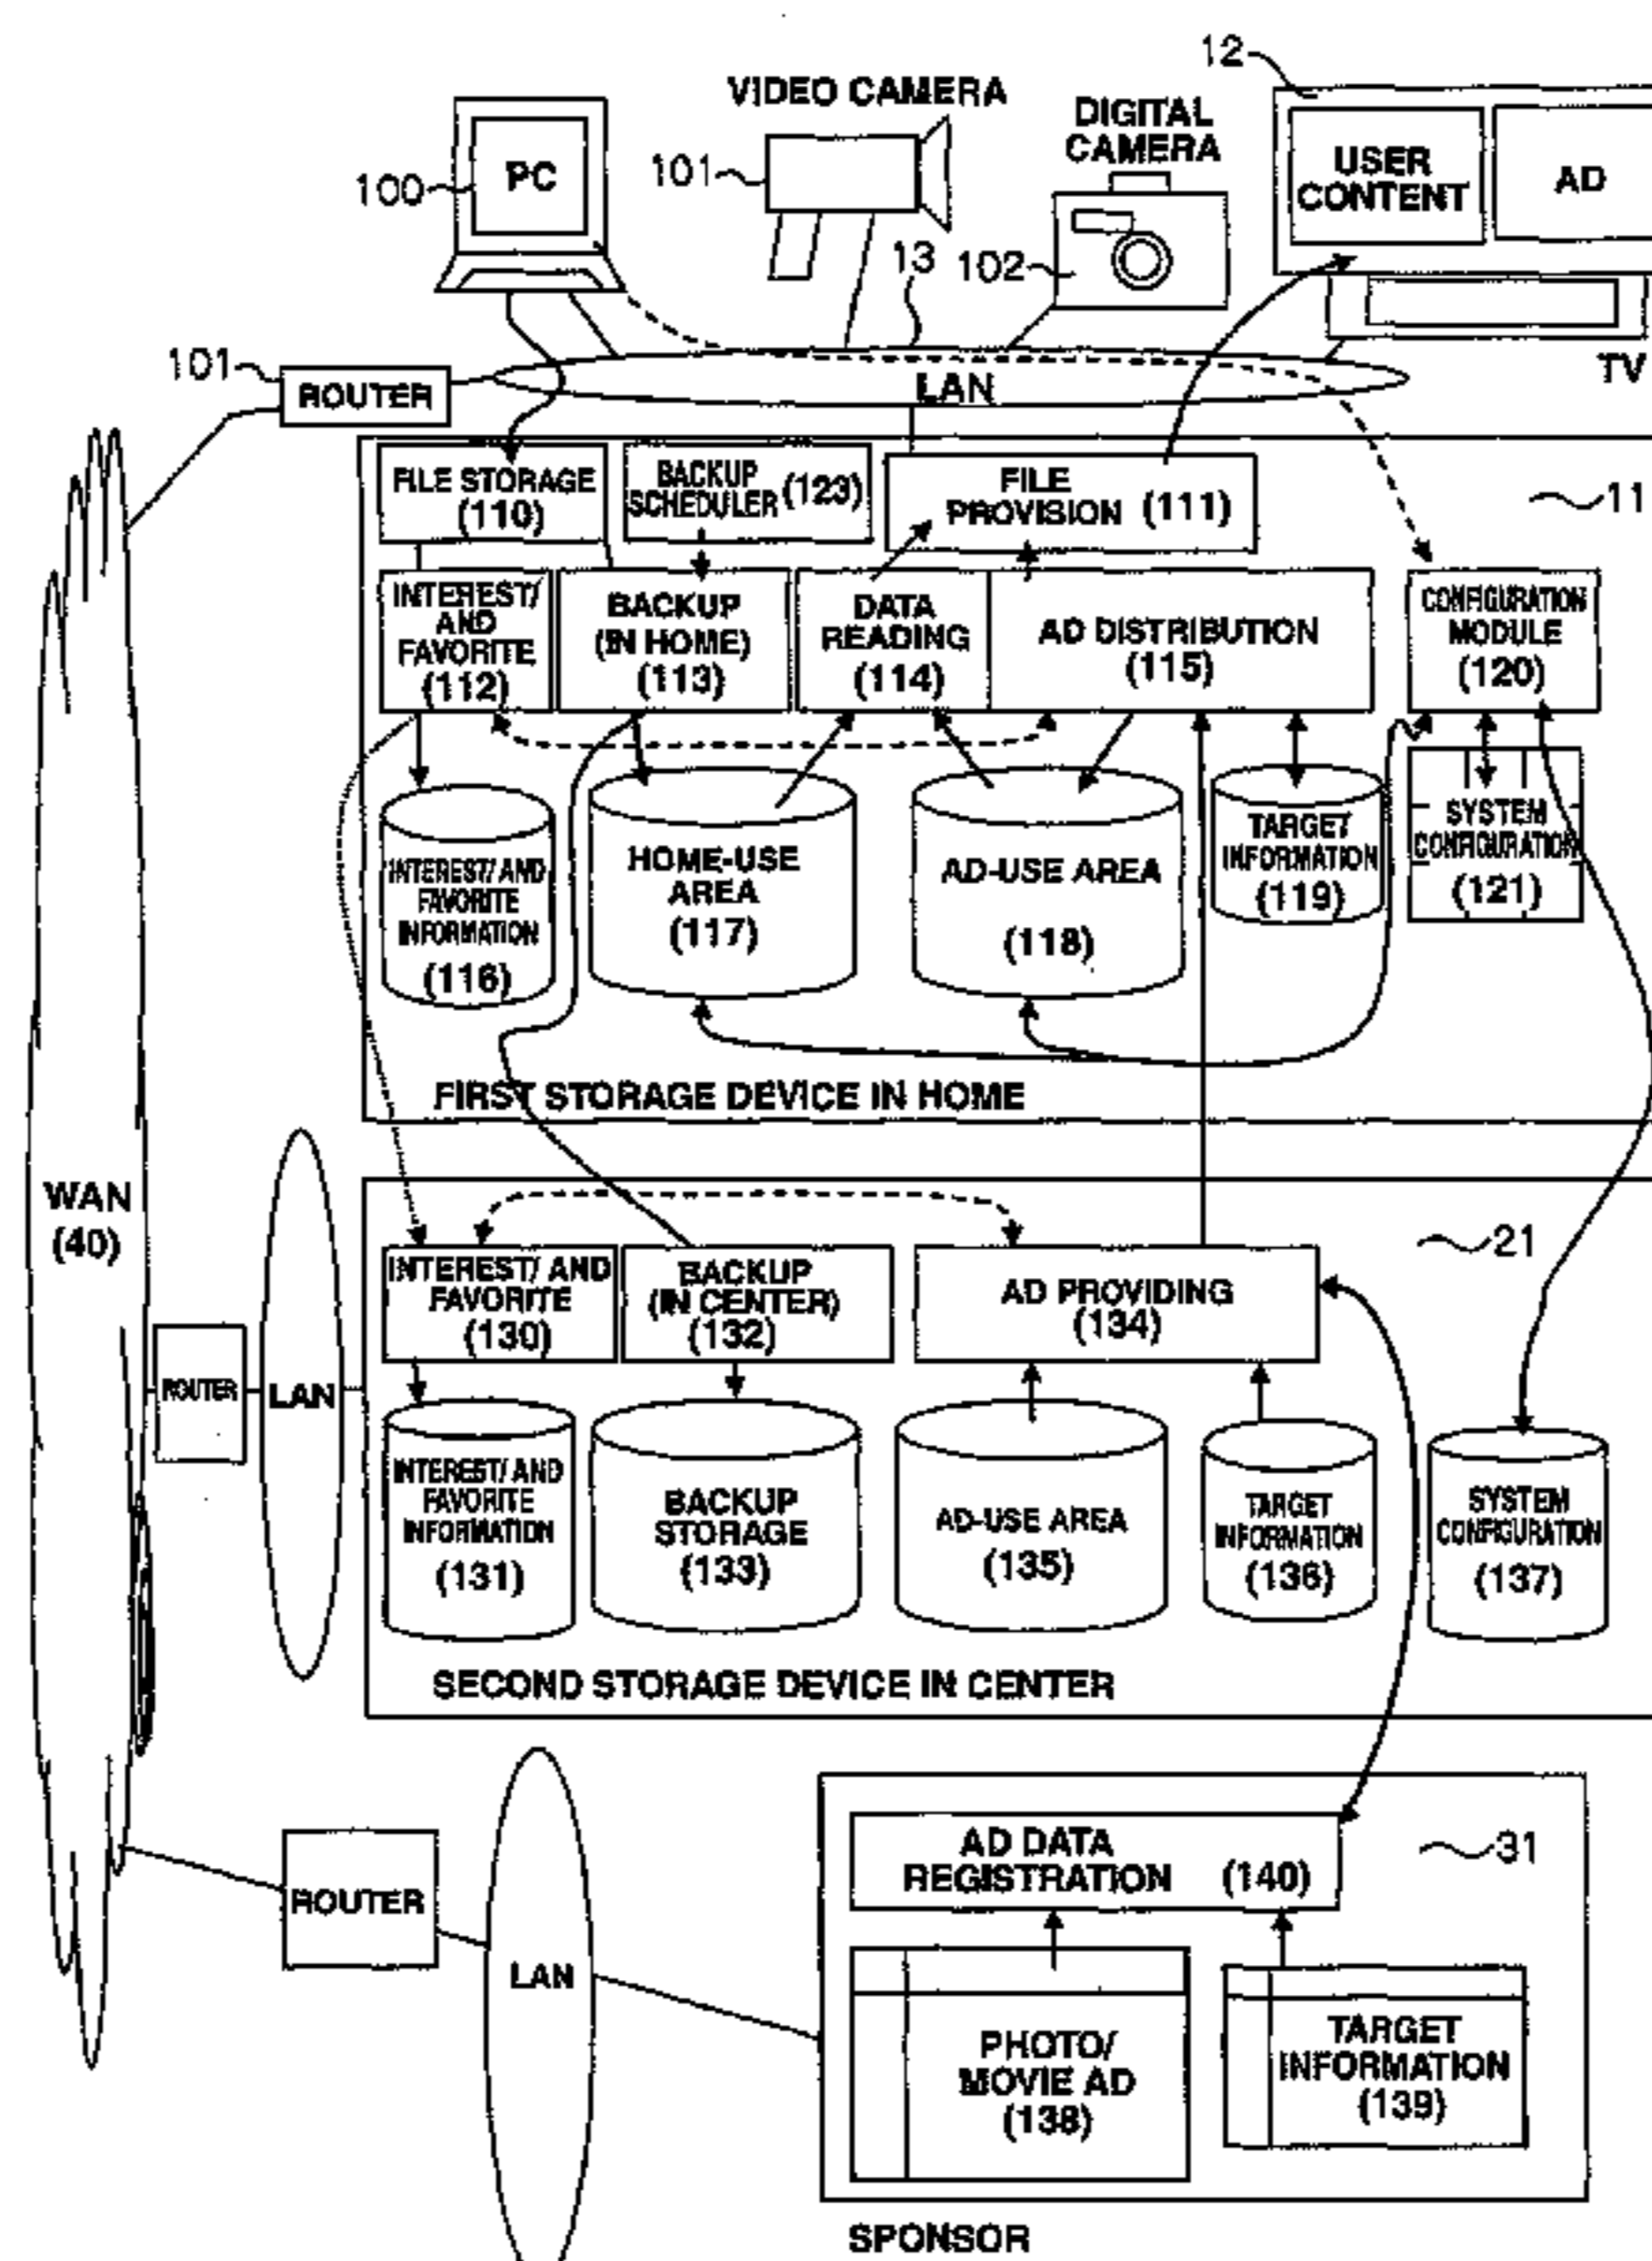 12
VIDEO CAMERA
DIGITAL
CAMERA
100
PC
101
102
13
USER
CONTENT
AD
TV
101
ROUTER
LAN
11
FILE STORAGE
(110)
BACKUP
SCHEDULER (123)
FILE
PROVISION (111)
INTEREST/
AND
FAVORITE
(112)
BACKUP
(IN HOME)
(113)
DATA
READING
(114)
AD DISTRIBUTION
(115)
CONFIGURATION
MODULE
(120)
INTEREST/ AND
FAVORITE
INFORMATION
(116)
HOME-USE
AREA
(117)
AD-USE AREA
(118)
TARGET
INFORMATION
(119)
SYSTEM
CONFIGURATION
(121)
FIRST STORAGE DEVICE IN HOME
WAN
(40)
21
ROUTER
LAN
INTEREST/ AND
FAVORITE
(130)
BACKUP
(IN CENTER)
(132)
AD PROVIDING
(134)
INTEREST/ AND
FAVORITE
INFORMATION
(131)
BACKUP
STORAGE
(133)
AD-USE AREA
(135)
TARGET
INFORMATION
(136)
SYSTEM
CONFIGURATION
(137)
SECOND STORAGE DEVICE IN CENTER
ROUTER
LAN
31
AD DATA
REGISTRATION (140)
PHOTO/
MOVIE AD
(138)
TARGET
INFORMATION
(139)
SPONSOR